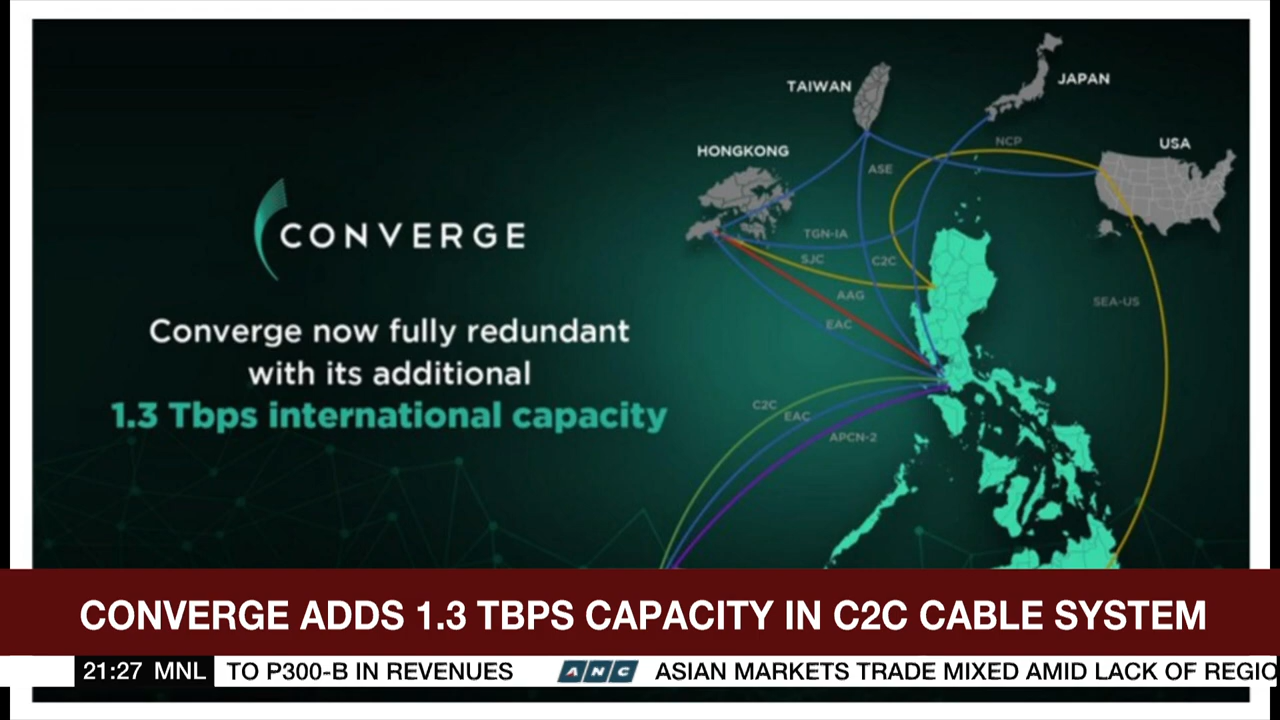 TAIWAN
JAPAN
HONGKONG
NCP
USA
ASE
CONVERGE
TGN-IA
SJC
C2C
AAG
SEA-US
EAC
Converge now fully redundant
with its additional
1.3 Tbps international capacity
C2C
EAC
APCN-2
CONVERGE ADDS 1.3 TBPS CAPACITY IN C2C CABLE SYSTEM
21:27 MNL TO P300-B IN REVENUES ANC ASIAN MARKETS TRADE MIXED AMID LACK OF REGIO